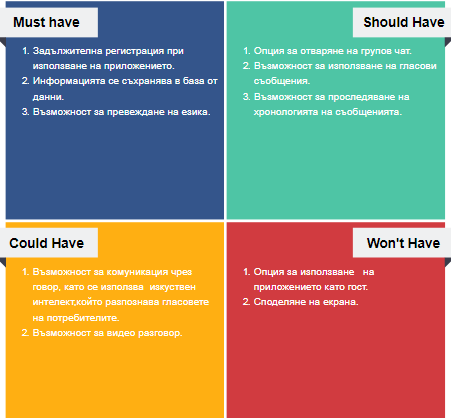 Must have
1. Задължителна регистрация при
използване на приложението.
2. Информацията се съхранява в база от
данни.
3. Възможност за превеждане на езика.
Should Have
1. Опция за отваряне на групов чат.
2. Възможност за използване на гласови
съобщения.
3. Възможност за проследяване на
хронологията на съобщенията.
Could Have
1. Възможност за комуникация чрез
говор, като се използва изкуствен
интелект,който разпознава гласовете
на потребителите.
2. Възможност за видео разговор.
Won't Have
1. Опция за използване на
приложението като гост.
2. Споделяне на екрана.